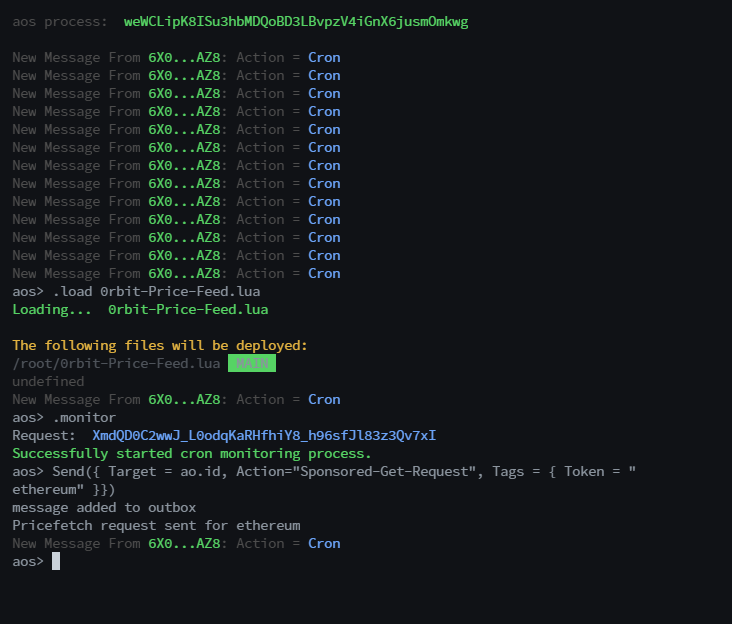 aos process:  weWCLipK8ISu3hbMDQoBD3LBvpzV4iGnX6jusmOmkwg
New Message From 6X0...AZ8: Action = Cron
New Message From 6X0...AZ8: Action = Cron
New Message From 6X0...AZ8: Action = Cron
New Message From 6X0...AZ8: Action = Cron
New Message From 6X0...AZ8: Action = Cron
New Message From 6X0...AZ8: Action = Cron
New Message From 6X0...AZ8: Action = Cron
New Message From 6X0...AZ8: Action = Cron
New Message From 6X0...AZ8: Action = Cron
New Message From 6X0...AZ8: Action = Cron
New Message From 6X0...AZ8: Action = Cron
New Message From 6X0...AZ8: Action = Cron
New Message From 6X0...AZ8: Action = Cron
aos> .load 0rbit-Price-Feed.lua
Loading...  0rbit-Price-Feed.lua
The following files will be deployed:
/root/0rbit-Price-Feed.lua MAIN
undefined
New Message From 6X0...AZ8: Action = Cron
aos> .monitor
Request:  XmdQD0C2wwJ_L0odqKaRHfhiY8_h96sfJl83z3Qv7xI
Successfully started cron monitoring process.
aos> Send({ Target = ao.id, Action="Sponsored-Get-Request", Tags = { Token = "
ethereum" }})
message added to outbox
Pricefetch request sent for ethereum
New Message From 6X0...AZ8: Action = Cron
aos>